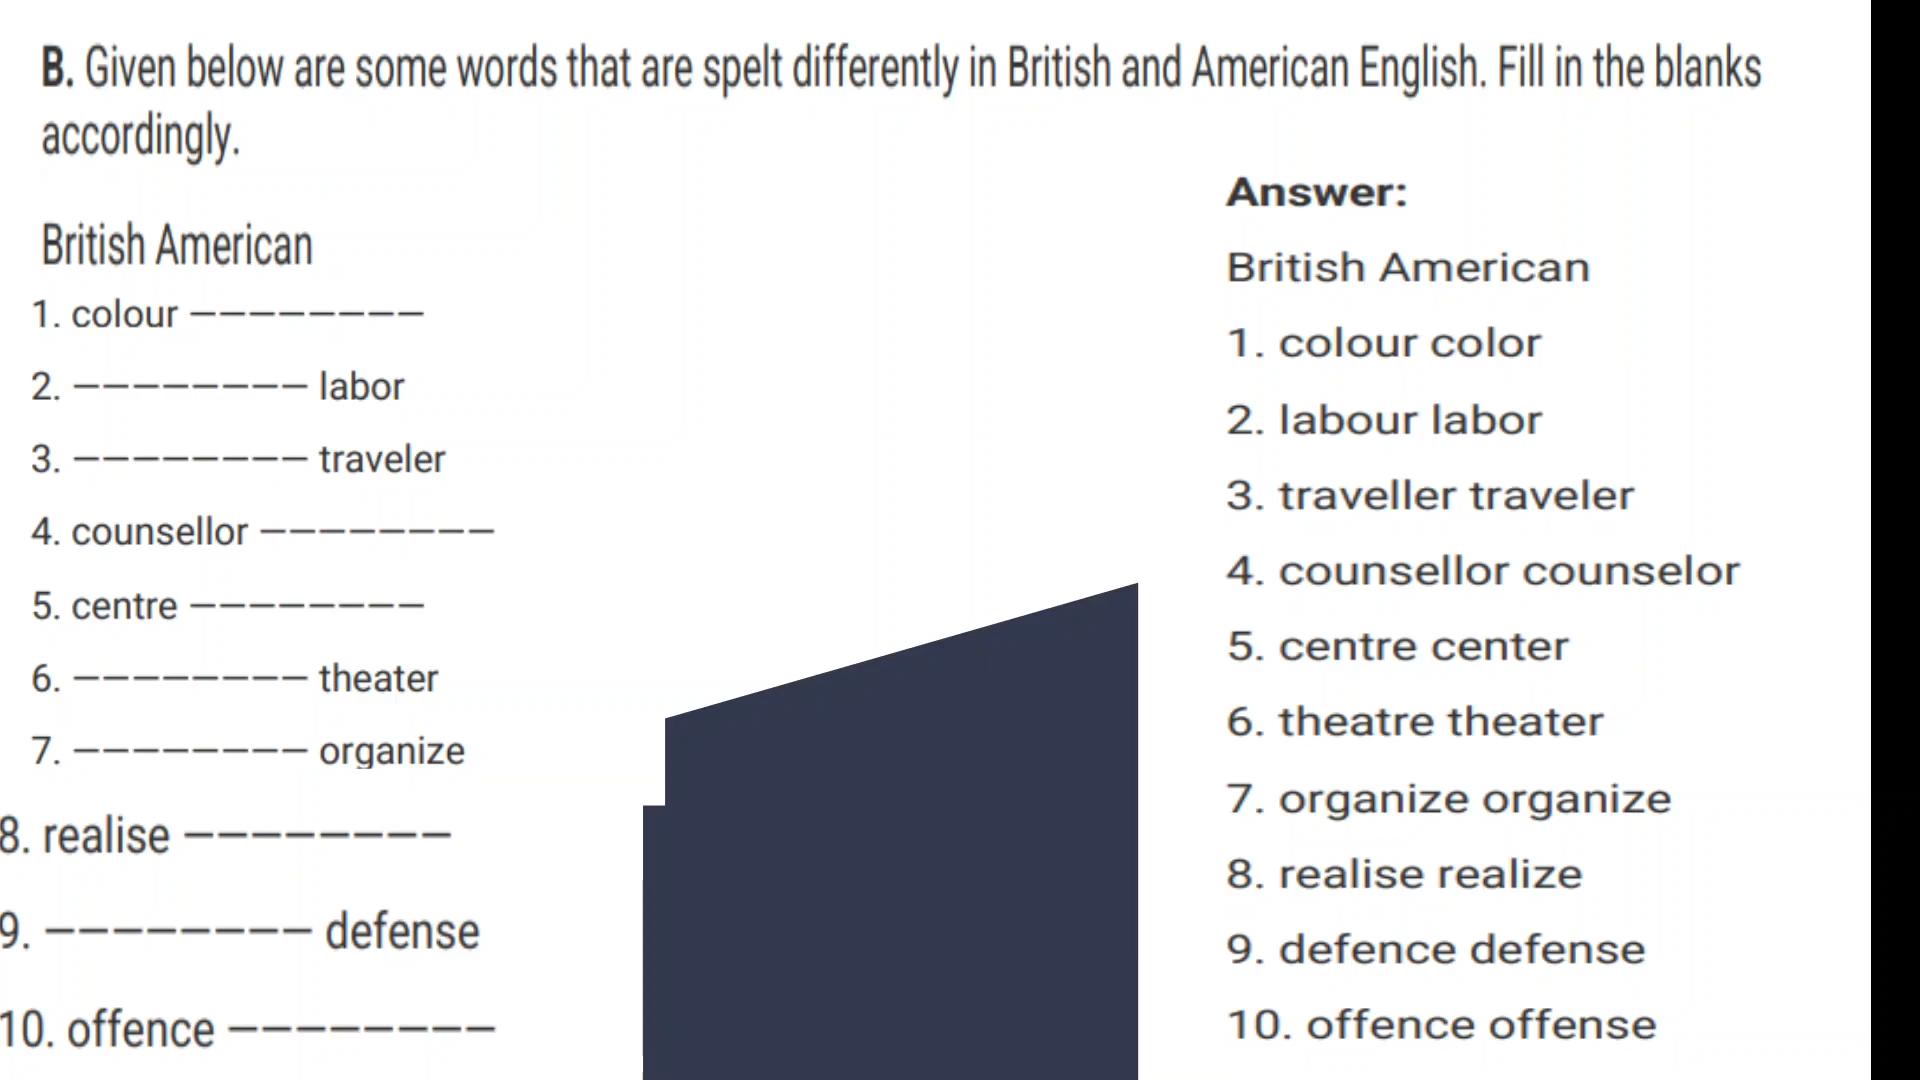 B. Given below are some words that are spelt differently in British and American English. Fill in the blanks
accordingly.
British American
1. colour ————————
2. ———————— labor
3. ———————— traveler
4. counsellor ————————
5. centre ————————
6. ———————— theater
7. ———————— organize
8. realise ————————
9. ———————— defense
10. offence ————————
Answer:
British American
1. colour color
2. labour labor
3. traveller traveler
4. counsellor counselor
5. centre center
6. theatre theater
7. organize organize
8. realise realize
9. defence defense
10. offence offense